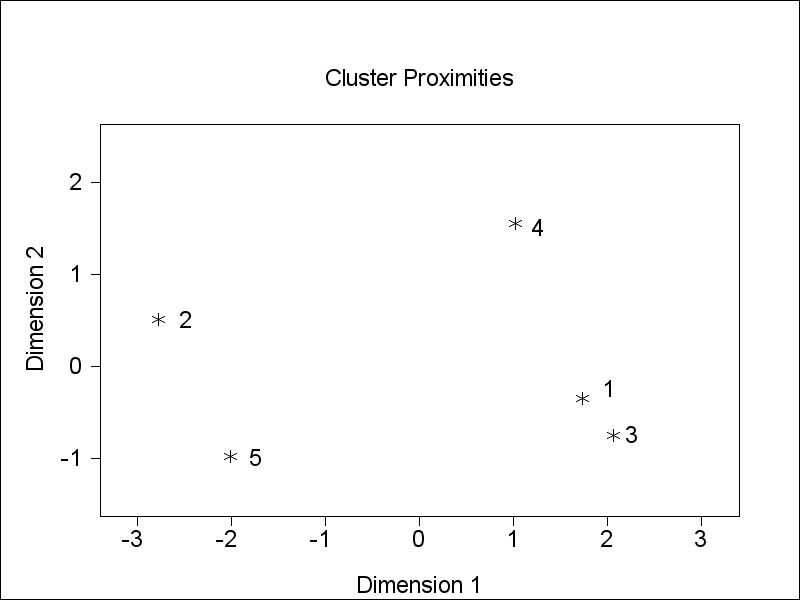 Cluster Proximities
Dimension 2
2
1
0
-1
* 4
* 2
* 1
* 3
* 5
-3 -2 -1 0 1 2 3
Dimension 1